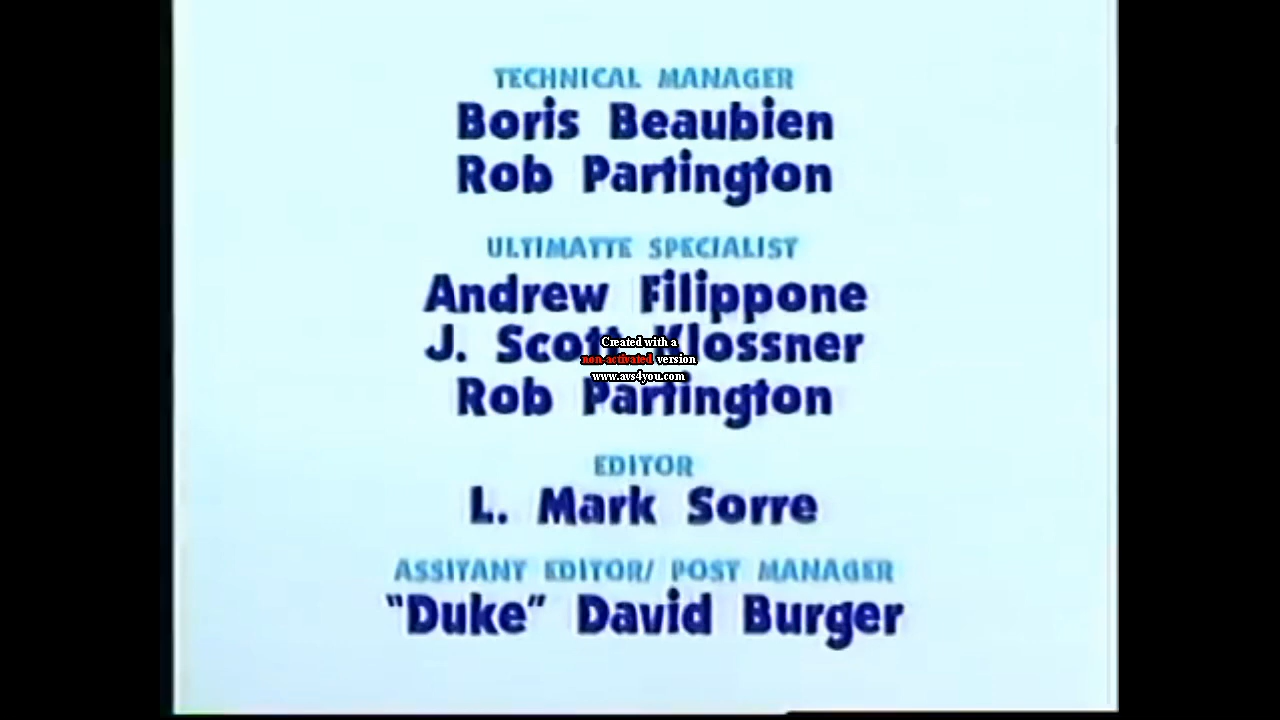 TECHNICAL MANAGER
Boris Beaubien
Rob Partington
ULTIMATTE SPECIALIST
Andrew Filippone
J. Scott Klossner
Created with a
non-activated version
www.avs4you.com
Rob Partington
EDITOR
L. Mark Sorre
ASSITANT EDITOR/ POST MANAGER
"Duke" David Burger